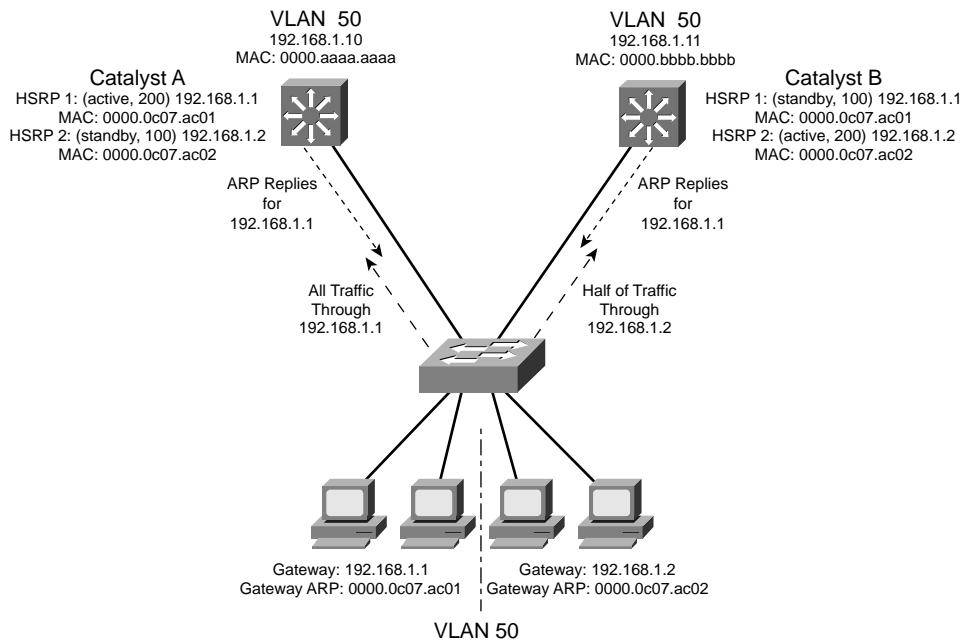 VLAN 50
192.168.1.10
MAC: 0000.aaaa.aaaa
VLAN 50
192.168.1.11
MAC: 0000.bbbb.bbbb
Catalyst A
HSRP 1: (active, 200) 192.168.1.1
MAC: 0000.0c07.ac01
HSRP 2: (standby, 100) 192.168.1.2
MAC: 0000.0c07.ac02
Catalyst B
HSRP 1: (standby, 100) 192.168.1.1
MAC: 0000.0c07.ac01
HSRP 2: (active, 200) 192.168.1.2
MAC: 0000.0c07.ac02
ARP Replies
for
192.168.1.1
ARP Replies
for
192.168.1.1
All Traffic
Through
192.168.1.1
Half of Traffic
Through
192.168.1.2
Gateway: 192.168.1.1
Gateway ARP: 0000.0c07.ac01
Gateway: 192.168.1.2
Gateway ARP: 0000.0c07.ac02
VLAN 50